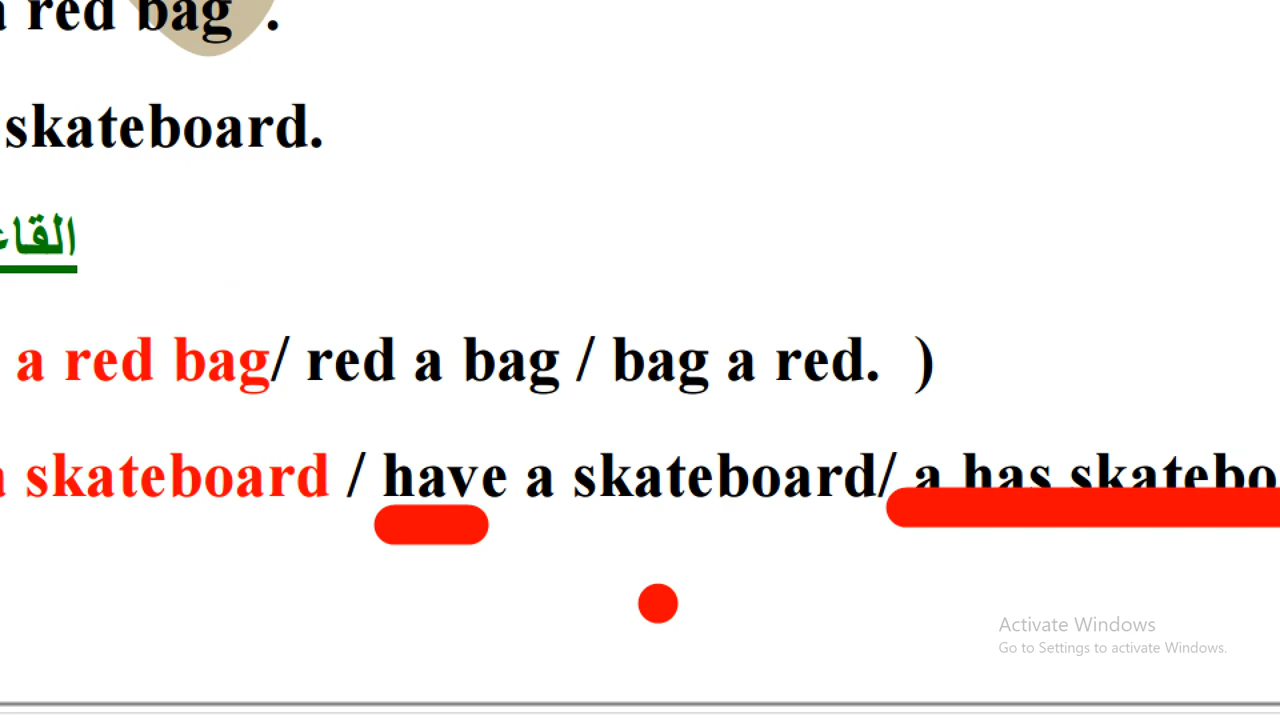 a red bag .
skateboard.
a red bag/ red a bag / bag a red. )
a skateboard / have a skateboard/ a has
Activate Windows
Go to Settings to activate Windows.